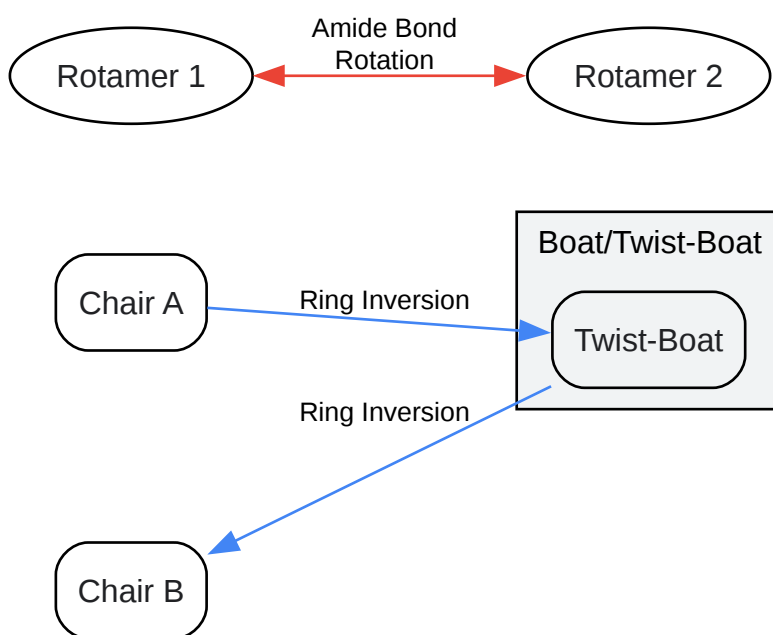 Amide Bond
Rotation
Rotamer 1
Rotamer 2
Boat/Twist-Boat
Chair A
Ring Inversion
Twist-Boat
Ring Inversion
Chair B